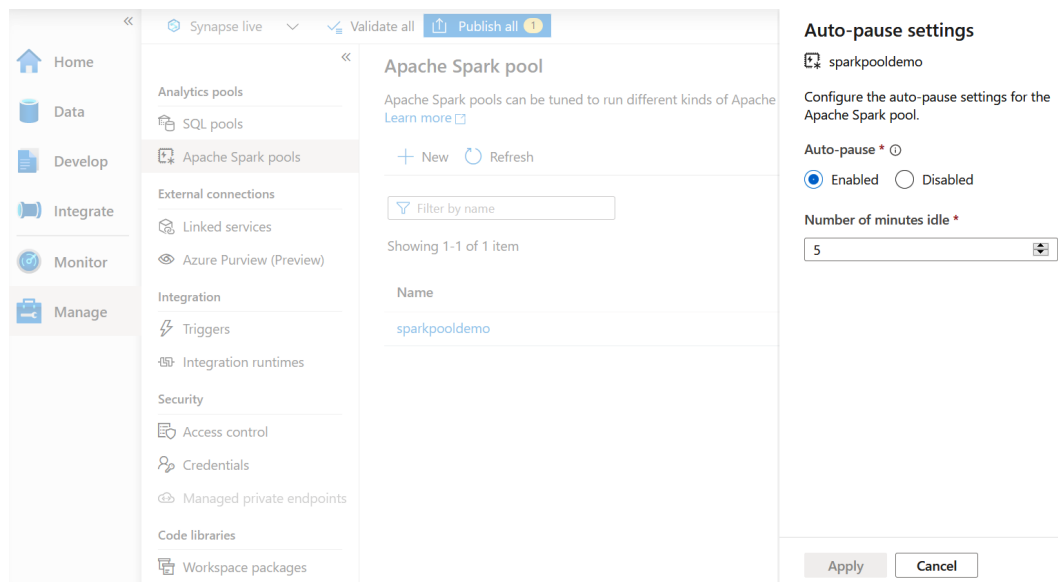 Home
Data
Develop
Integrate
Monitor
Manage
Synapse live
Validate all
Publish all 1
Analytics pools
SQL pools
Apache Spark pools
External connections
Linked services
Azure Purview (Preview)
Integration
Triggers
Integration runtimes
Security
Access control
Credentials
Managed private endpoints
Code libraries
Workspace packages
Apache Spark pool
Apache Spark pools can be tuned to run different kinds of Apache
Learn more
New Refresh
Filter by name
Showing 1-1 of 1 item
Name
sparkpooldemo
Auto-pause settings
sparkpooldemo
Configure the auto-pause settings for the
Apache Spark pool.
Auto-pause *
Enabled Disabled
Number of minutes idle *
5
Apply Cancel